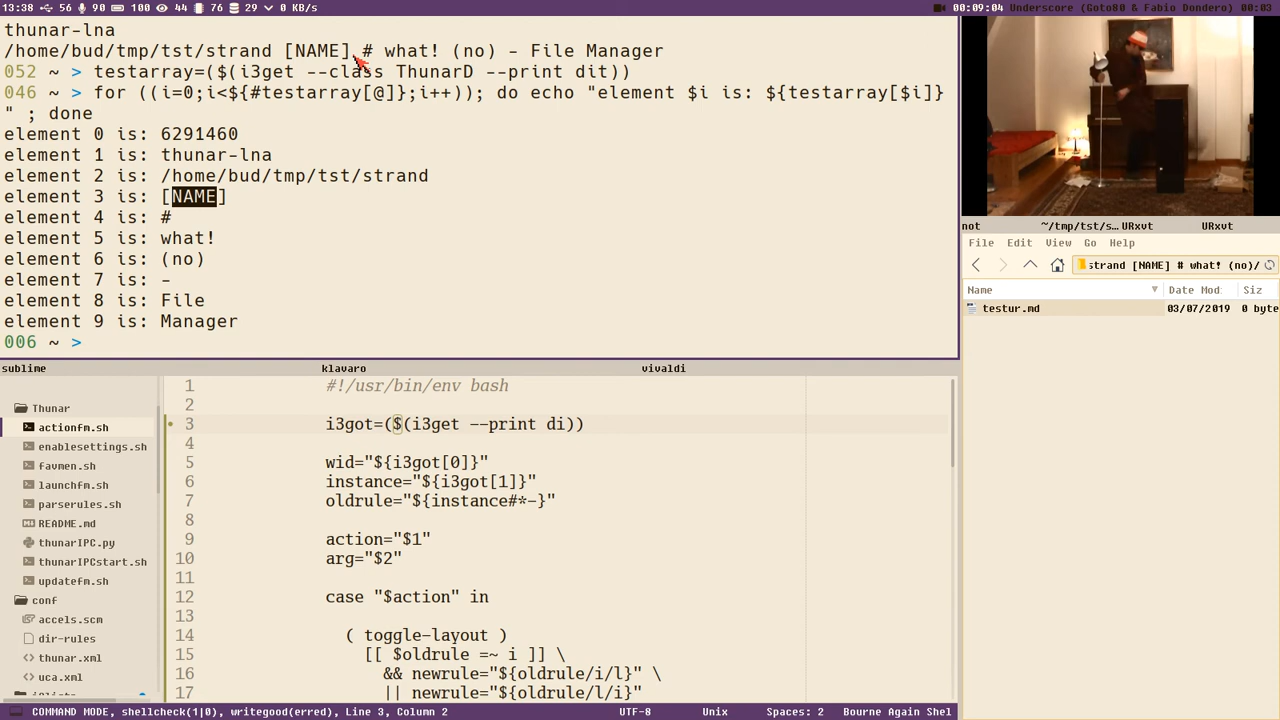 13:38 56 90 100 44 76 29 0 KB/s
00:09:04 Underscore (Goto80 & Fabio Dondero) 00:03
thunar-lna
/home/bud/tmp/tst/strand [NAME] # what! (no) - File Manager
052 ~ > testarray=($(i3get --class ThunarD --print dit))
046 ~ > for ((i=0;i<${#testarray[@]};i++)); do echo "element $i is: ${testarray[$i]}
" ; done
element 0 is: 6291460
element 1 is: thunar-lna
element 2 is: /home/bud/tmp/tst/strand
element 3 is: [NAME]
element 4 is: #
element 5 is: what!
element 6 is: (no)
element 7 is: -
element 8 is: File
element 9 is: Manager
006 ~ >
not ~/tmp/tst/s… URxvt URxvt
File Edit View Go Help
strand [NAME] # what! (no)/
Name Date Mod Siz
testur.md 03/07/2019 0 byte
sublime klavaro vivaldi
Thunar
actionfm.sh
enablesettings.sh
favmen.sh
launchfm.sh
parserules.sh
README.md
thunarIPC.py
thunarIPCstart.sh
updatefm.sh
conf
accels.scm
dir-rules
thunar.xml
uca.xml
1 #!/usr/bin/env bash
2
3 i3got=($(i3get --print di))
4
5 wid="${i3got[0]}"
6 instance="${i3got[1]}"
7 oldrule="${instance#*-}"
8
9 action="$1"
10 arg="$2"
11
12 case "$action" in
13
14 ( toggle-layout )
15 [[ $oldrule =~ i ]] \
16 && newrule="${oldrule/i/l}" \
17 || newrule="${oldrule/l/i}"
COMMAND MODE, shellcheck(1|0), writegood(erred), Line 3, Column 2 UTF-8 Unix Spaces: 2 Bourne Again Shel